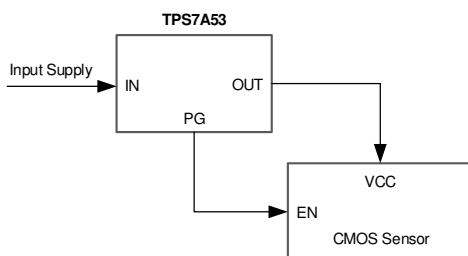 TPS7A53
Input Supply
IN
OUT
PG
VCC
EN
CMOS Sensor